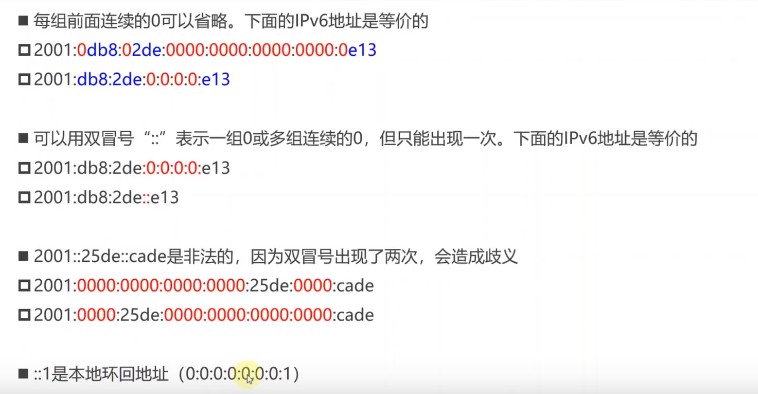 ■ 每组前面连续的0可以省略。下面的IPv6地址是等价的
2001:0db8:02de:0000:0000:0000:0000:0e13
2001:db8:2de:0:0:0:0:e13
■ 可以用双冒号“::”表示一组0或多组连续的0，但只能出现一次。下面的IPv6地址是等价的
2001:db8:2de:0:0:0:0:e13
2001:db8:2de::e13
■ 2001::25de::cade是非法的，因为双冒号出现了两次，会造成歧义
2001:0000:0000:0000:0000:25de:0000:cade
2001:0000:25de:0000:0000:0000:0000:cade
■ ::1是本地环回地址（0:0:0:0:0:0:0:1）